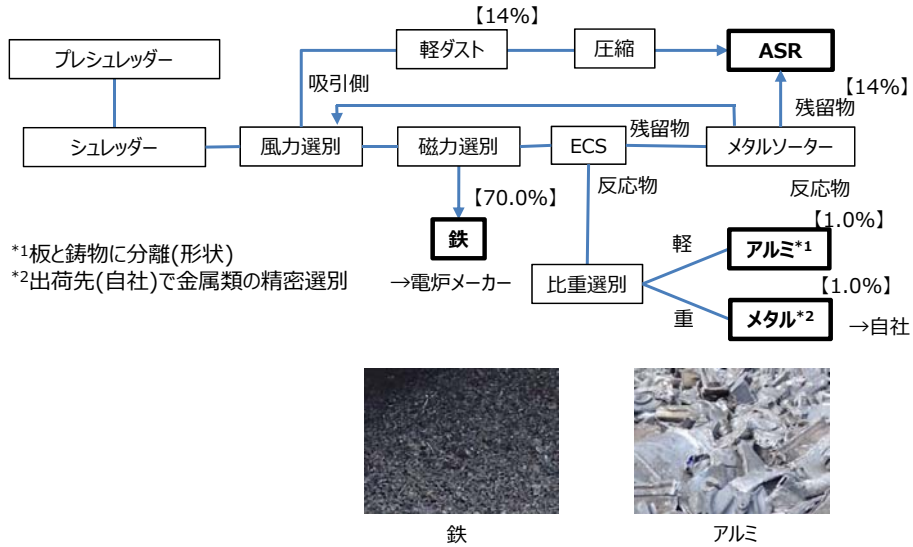 【14%】
プレシュレッダー
軽ダスト
圧縮
ASR
【14%】
吸引側
残留物
シュレッダー
風力選別
磁力選別
ECS
残留物
メタルソーター
反応物
反応物
【70.0%】
鉄
→電炉メーカー
*1板と鋳物に分離(形状)
*2出荷先(自社)で金属類の精密選別
比重選別
軽
【1.0%】
アルミ*1
【1.0%】
重
メタル*2
→自社
鉄
アルミ